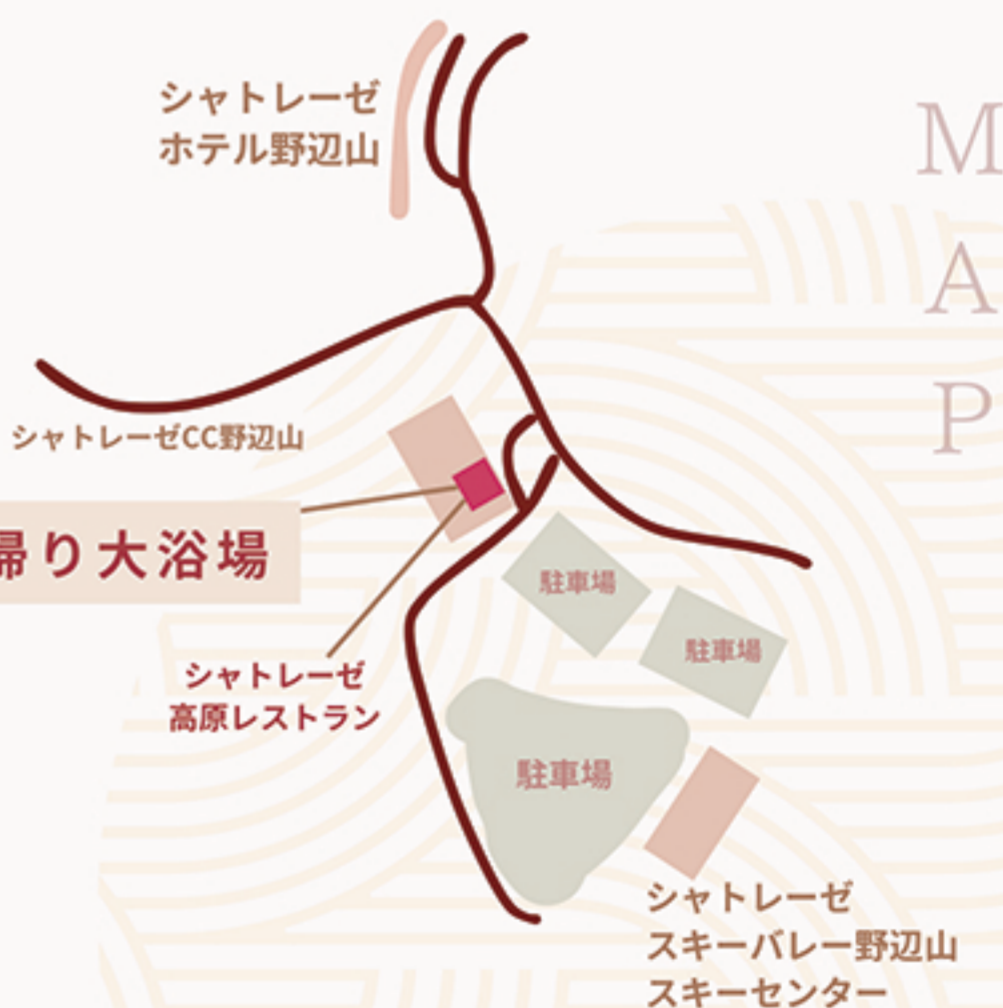 シャトレーゼ
ホテル野辺山
M
A
P
シャトレーゼCC野辺山
帰り大浴場
駐車場
駐車場
シャトレーゼ
高原レストラン
駐車場
シャトレーゼ
スキーバレー野辺山
スキーセンター